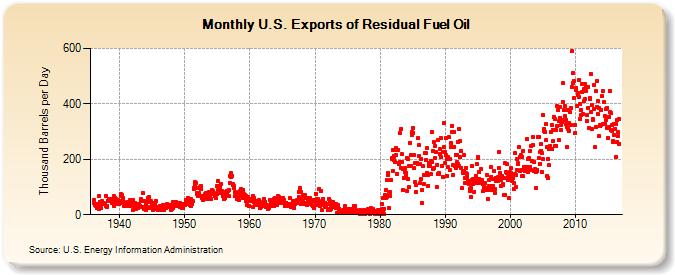 Monthly U.S. Exports of Residual Fuel Oil
Thousand Barrels per Day
600
400
200
0
1940 1950 1960 1970 1980 1990 2000 2010
Source: U.S. Energy Information Administration